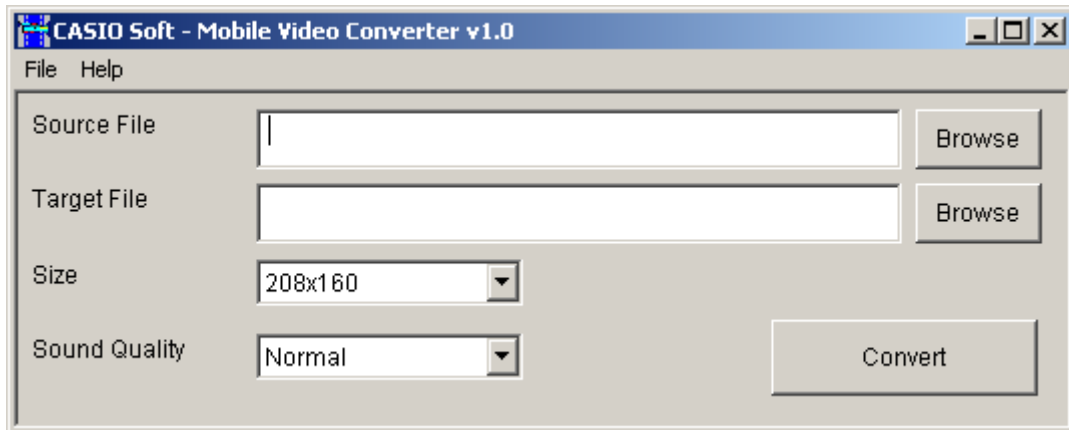 CASIO Soft - Mobile Video Converter v1.0
File Help
Source File
Browse
Target File
Browse
Size
208x160
Sound Quality
Normal
Convert